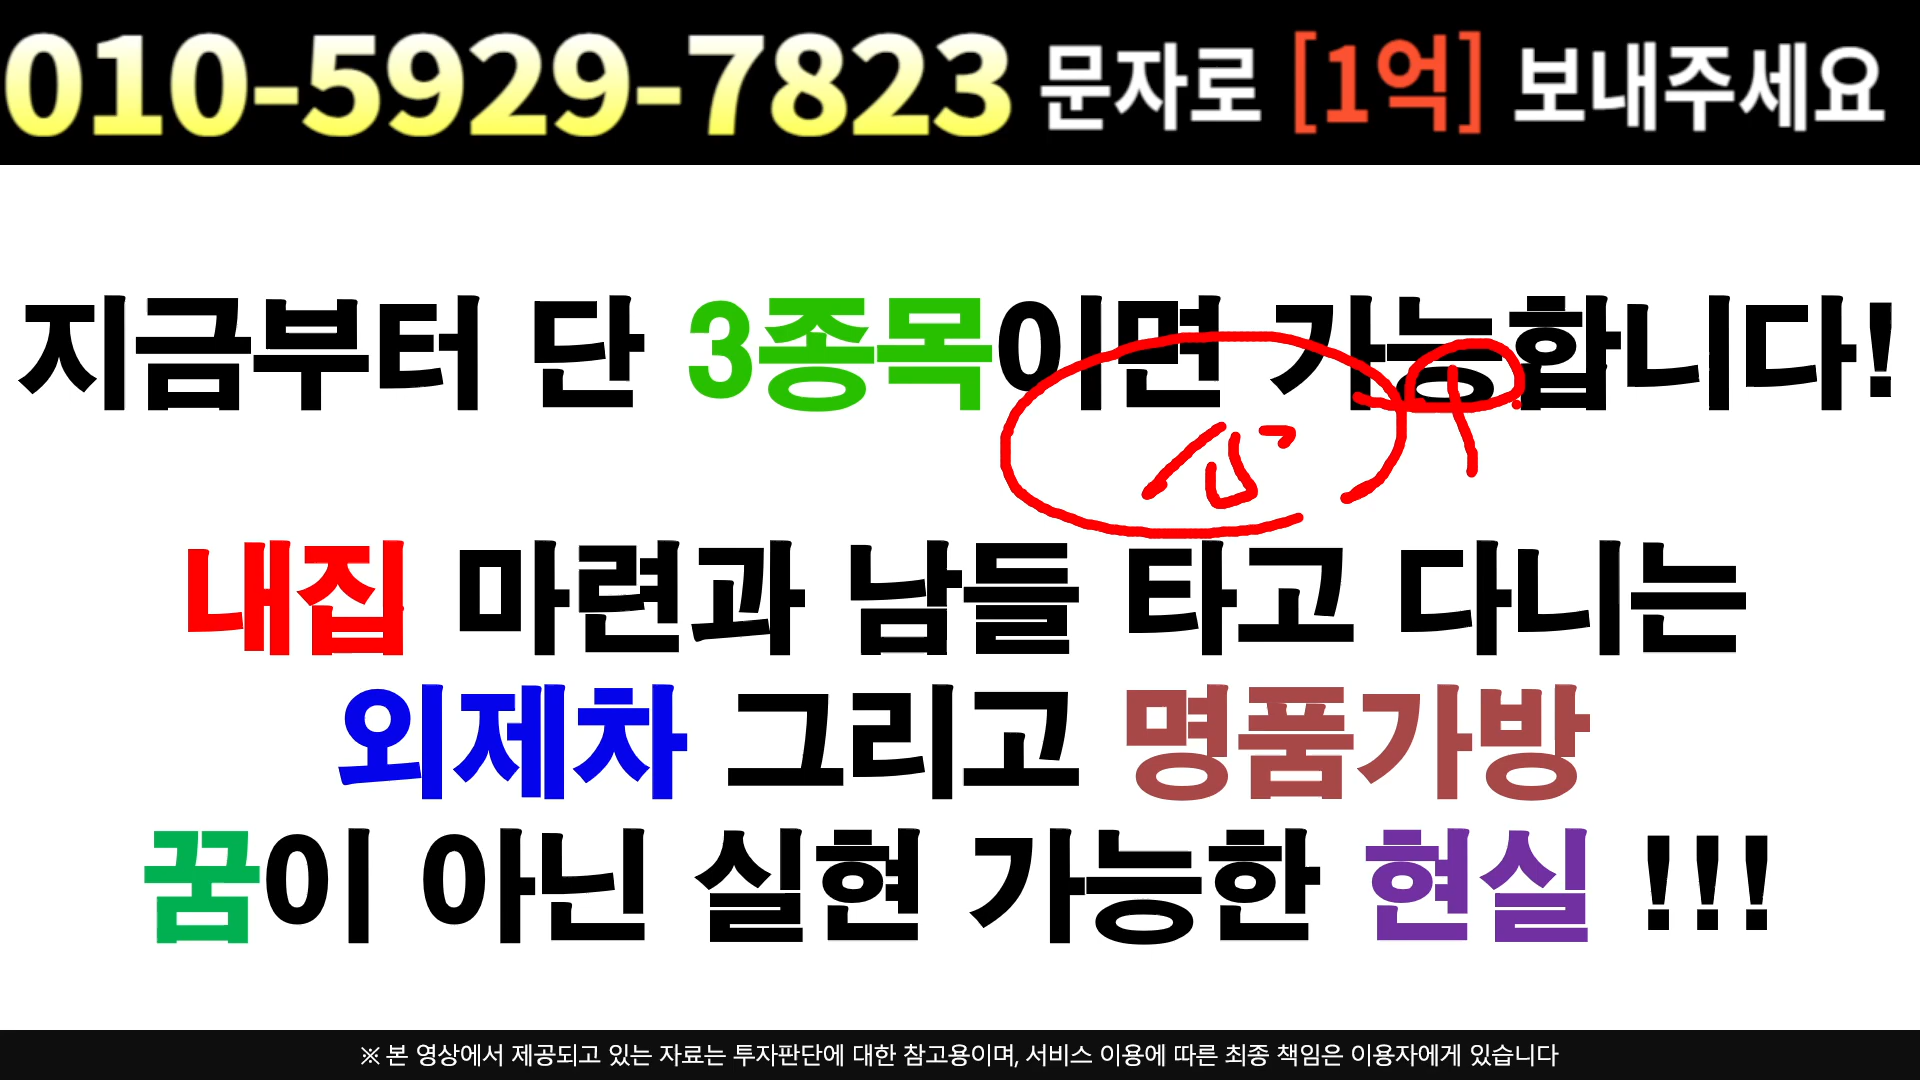 010-5929-7823 문자로 [1억] 보내주세요
지금부터 단 3종목이면 가능합니다!
내집 마련과 남들 타고 다니는
외제차 그리고 명품가방
꿈이 아닌 실현 가능한 현실 !!!
※ 본 영상에서 제공되고 있는 자료는 투자판단에 대한 참고용이며, 서비스 이용에 따른 최종 책임은 이용자에게 있습니다